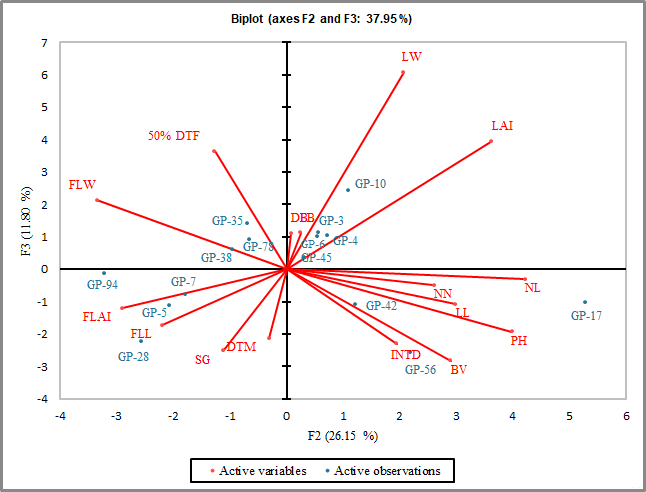 Biplot (axes F2 and F3: 37.95%)
7
LW
6
5
LAI
4
50% DTF
3
FLW
GP-10
2
GP-35
GP-3
1
GP-78
GP-6
GP-4
GP-38
GP-45
0
GP-94
GP-7
NN
NL
-1
FLAI
GP-5
GP-42
LL
GP-17
FLL
PH
-2
GP-28
SG
DTM
INTD
BV
GP-56
-3
-4
-4 -3 -2 -1 0 1 2 3 4 5 6
F3 (11.80 %)
F2 (26.15 %)
Active variables Active observations